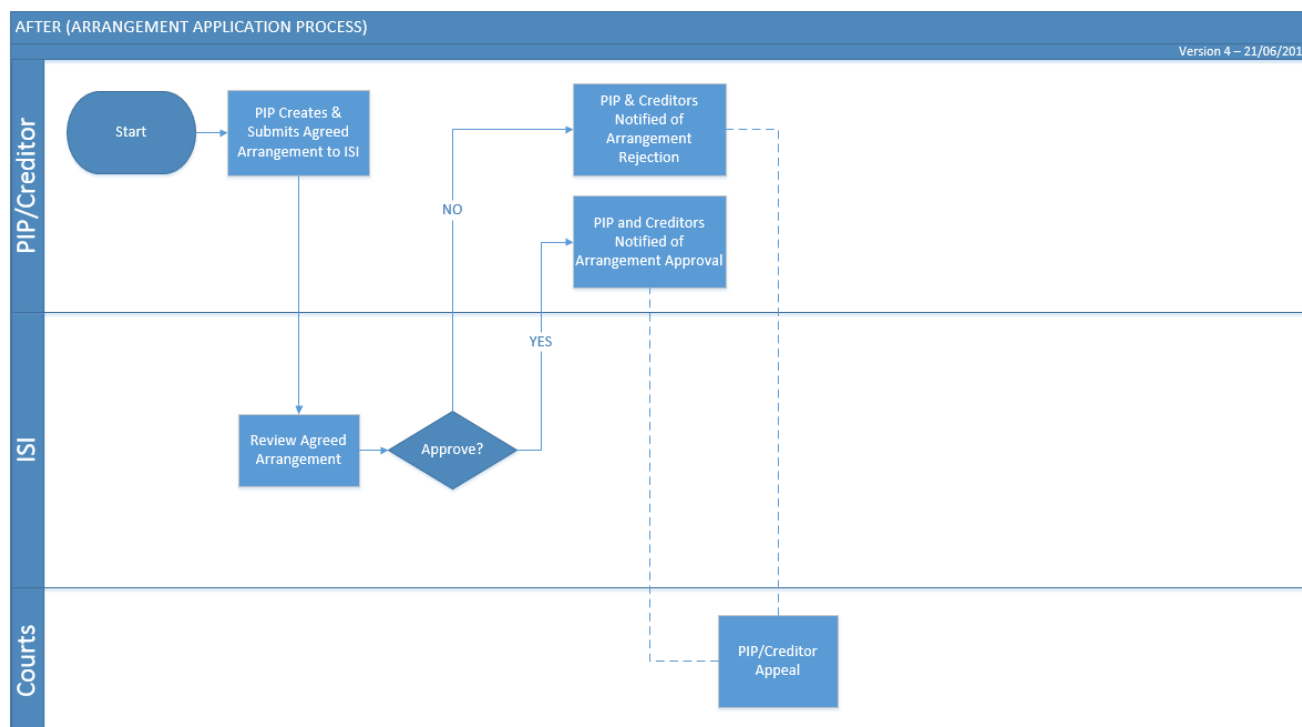 AFTER (ARRANGEMENT APPLICATION PROCESS)
Version 4 – 21/06/201
PIP/Creditor
Start
PIP Creates &
Submits Agreed
Arrangement to ISI
PIP & Creditors
Notified of
Arrangement
Rejection
NO
PIP and Creditors
Notified of
Arrangement Approval
YES
ISI
Review Agreed
Arrangement
Approve?
Courts
PIP/Creditor
Appeal